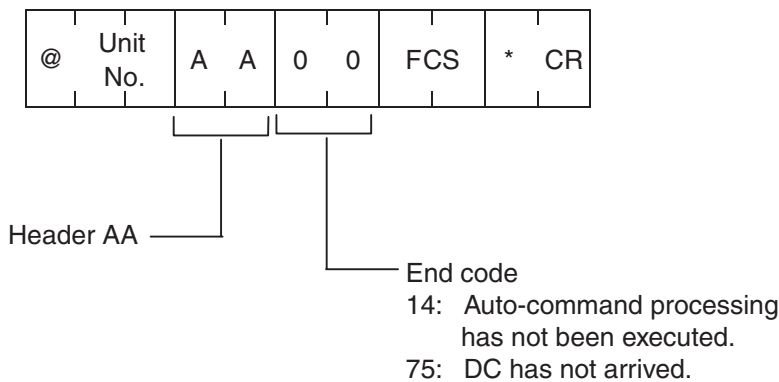 @ Unit No. A A 0 0 FCS * CR
Header AA
End code
14: Auto-command processing
has not been executed.
75: DC has not arrived.